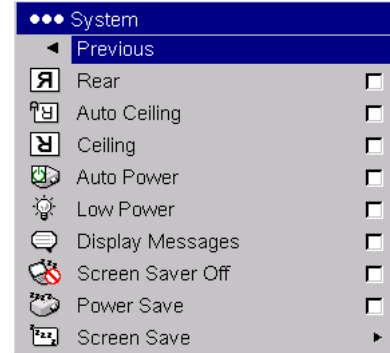 System
Previous
Rear
Auto Ceiling
Ceiling
Auto Power
Low Power
Display Messages
Screen Saver Off
Power Save
Screen Save